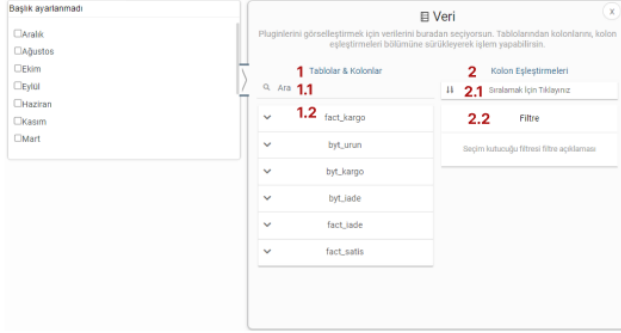 Başlık ayarlanmadı
Aralık
Ağustos
Ekim
Eylül
Haziran
Kasım
Mart
Veri
x
Pluginlerini görselleştirmek için verilerini buradan seçiyorsun. Tablolarından kolonlarını, kolon
eşleştirmeleri bölümüne sürükleyerek işlem yapabilirsin.
1 Tablolar & Kolonlar
Ara 1.1
1.2 fact_kargo
byt_urun
byt_kargo
byt_iade
fact_iade
fact_satis
2 Kolon Eşleştirmeleri
2.1 Sıralamak İçin Tıklayınız
2.2 Filtre
Seçim kutucuğu filtresi filtre açıklaması